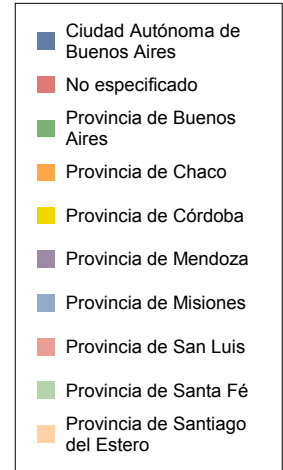 Ciudad Autónoma de
Buenos Aires
No especificado
Provincia de Buenos
Aires
Provincia de Chaco
Provincia de Córdoba
Provincia de Mendoza
Provincia de Misiones
Provincia de San Luis
Provincia de Santa Fé
Provincia de Santiago
del Estero